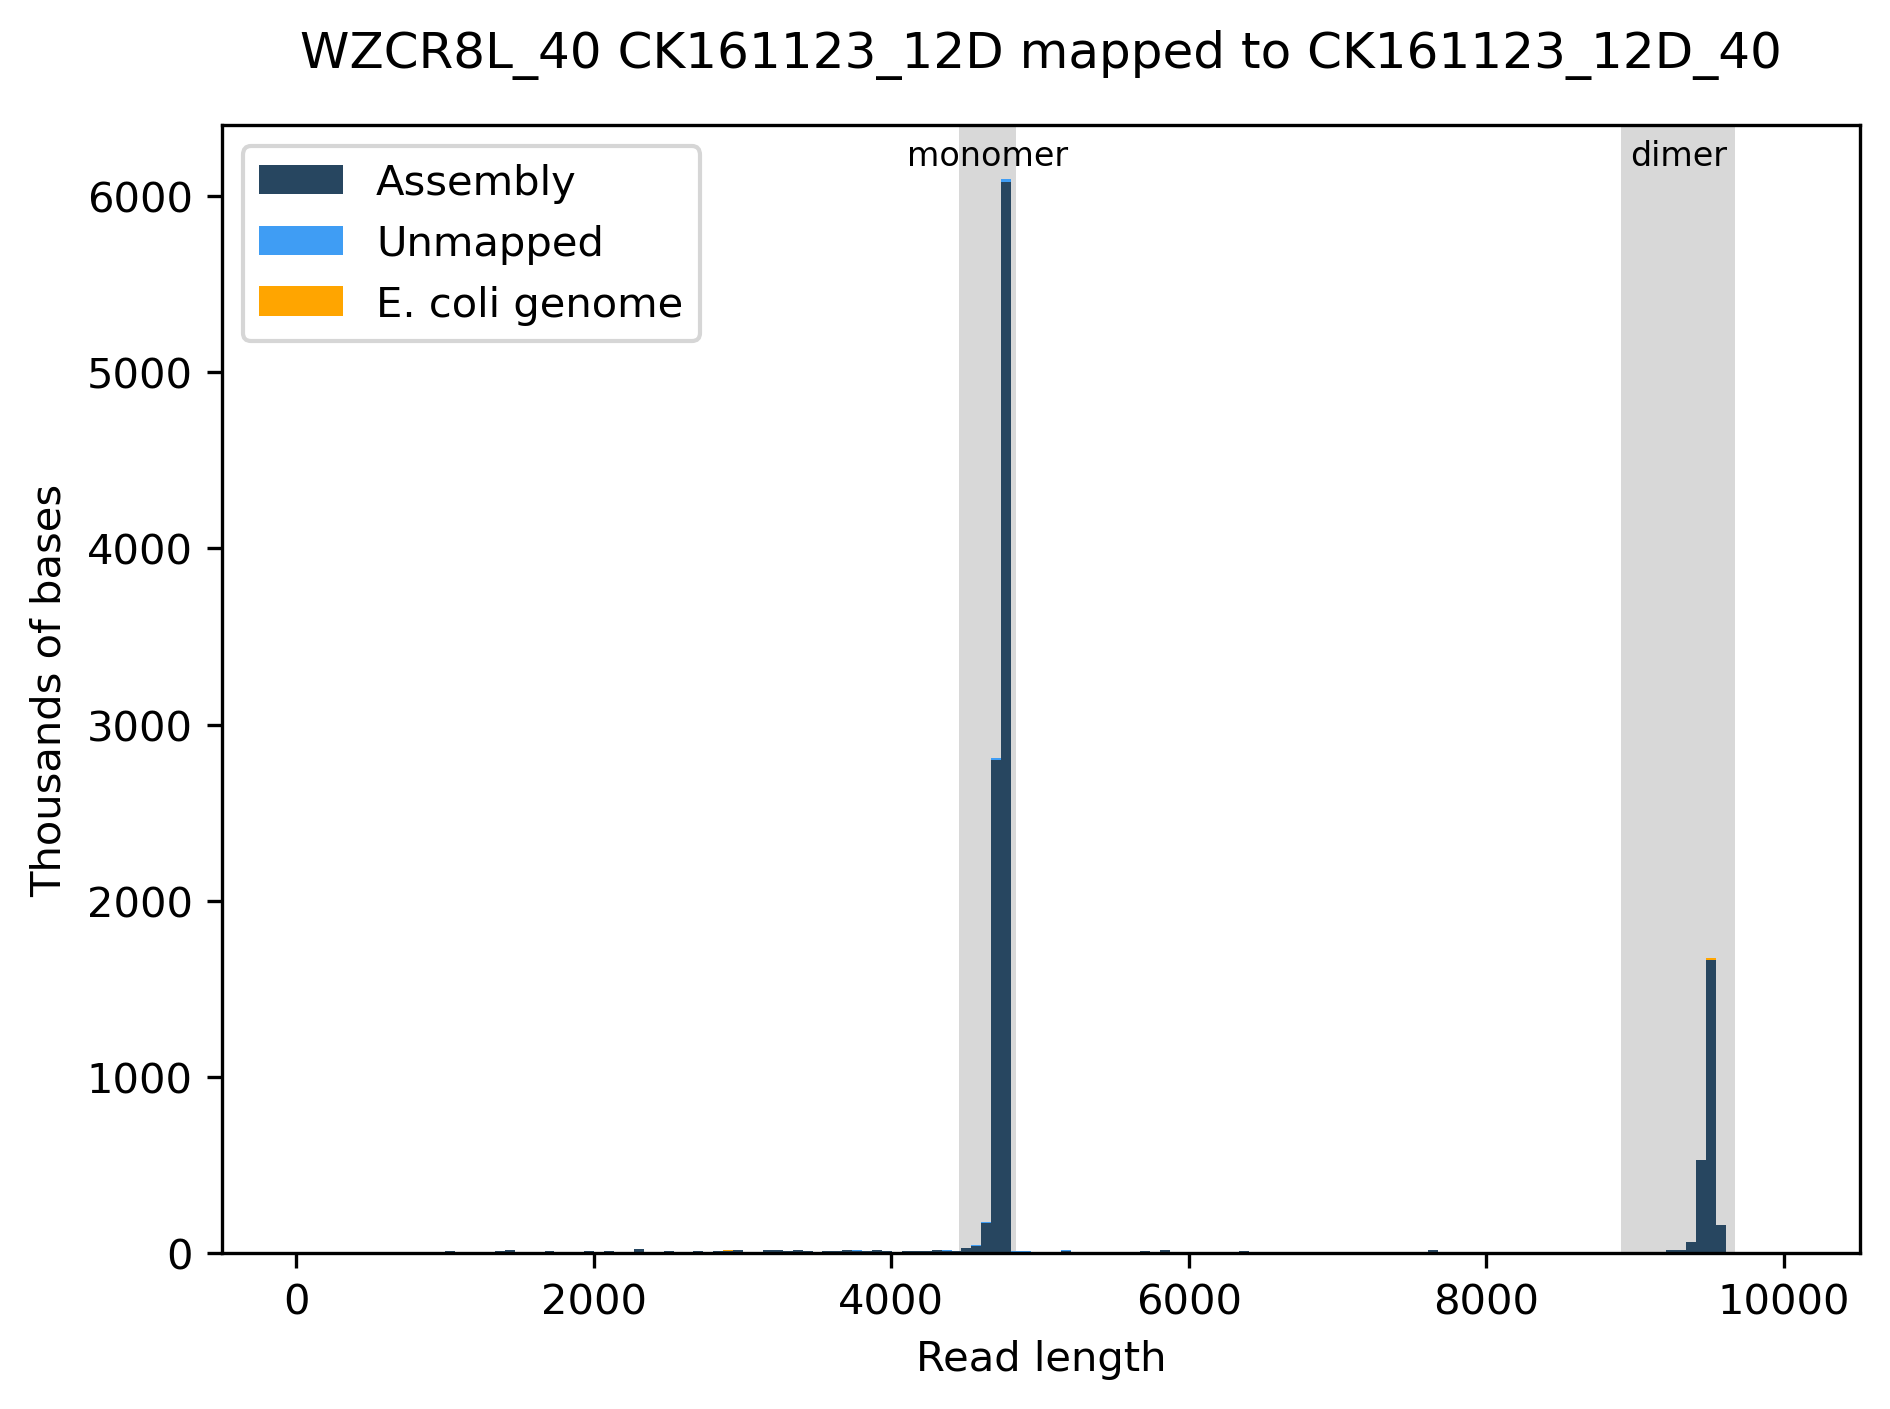 WZCR8L_40 CK161123_12D mapped to CK161123_12D_40
monomer
dimer
Assembly
Unmapped
E. coli genome
6000
5000
4000
3000
2000
1000
0
Thousands of bases
0
2000
4000
6000
8000
10000
Read length